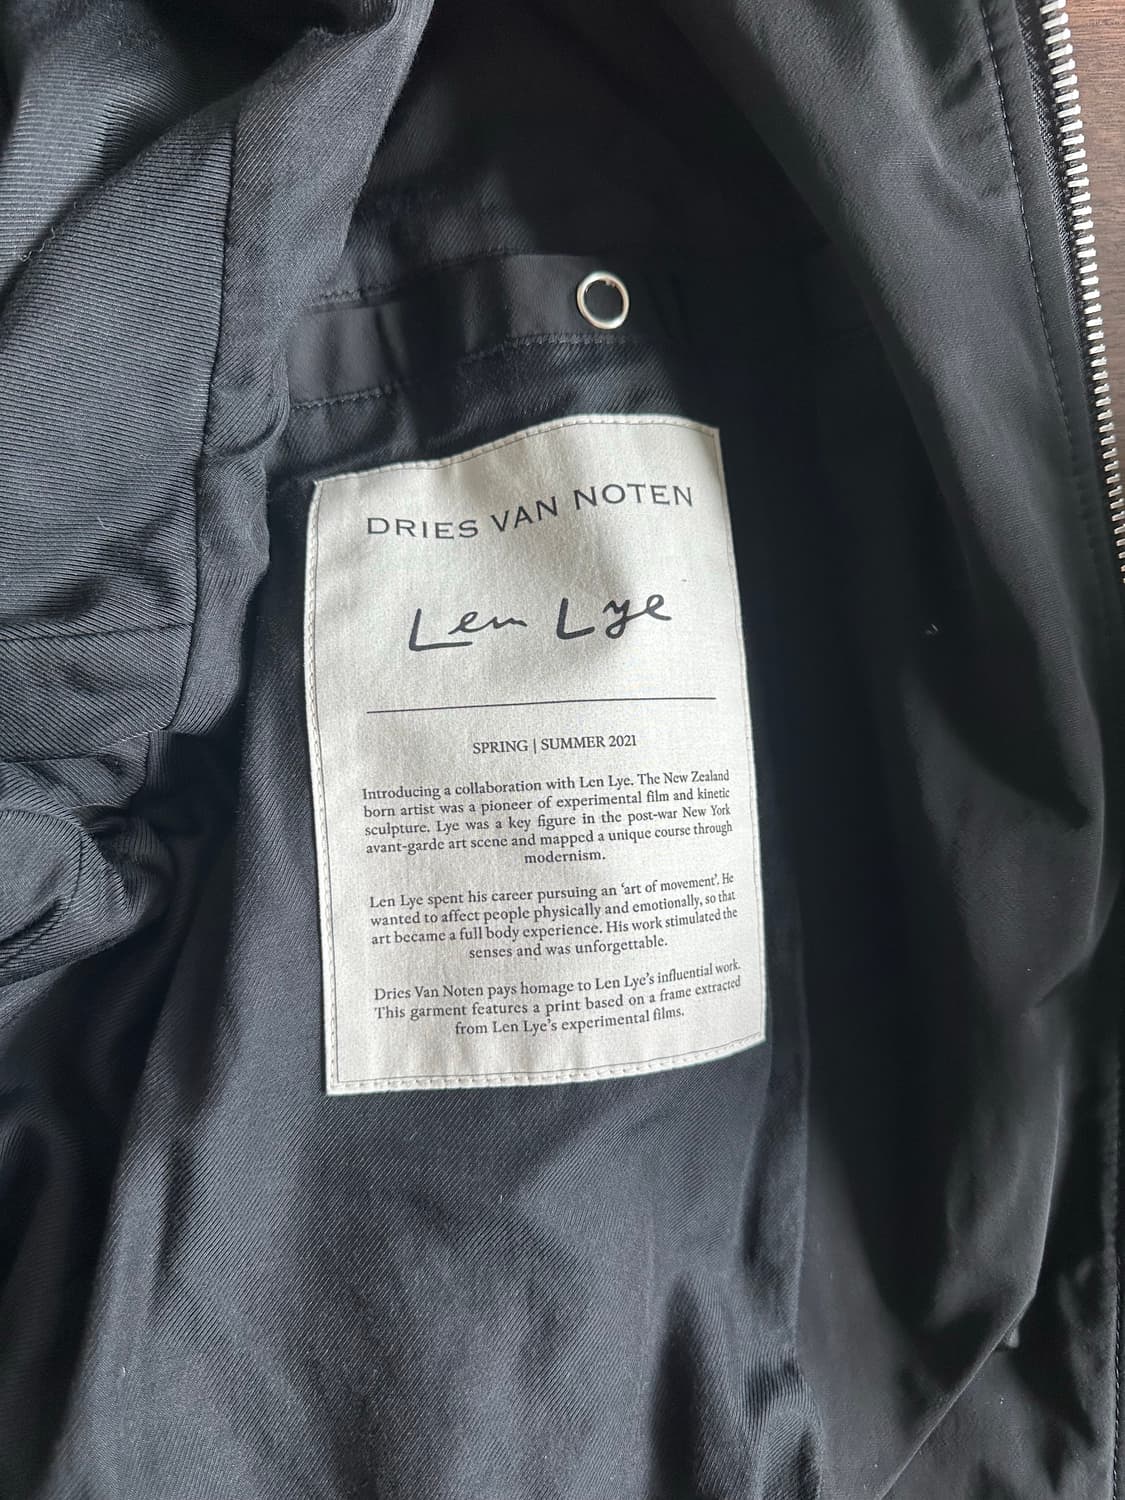 DRIES VAN NOTEN
Len Lye
SPRING | SUMMER 2021
Introducing a collaboration with Len Lye. The New Zealand
born artist was a pioneer of experimental film and kinetic
sculpture. Lye was a key figure in the post-war New York
avant-garde art scene and mapped a unique course through
modernism.
Len Lye spent his career pursuing an ‘art of movement’. He
wanted to affect people physically and emotionally, so that
art became a full body experience. His work stimulated the
senses and was unforgettable.
Dries Van Noten pays homage to Len Lye’s influential work.
This garment features a print based on a frame extracted
from Len Lye’s experimental films.